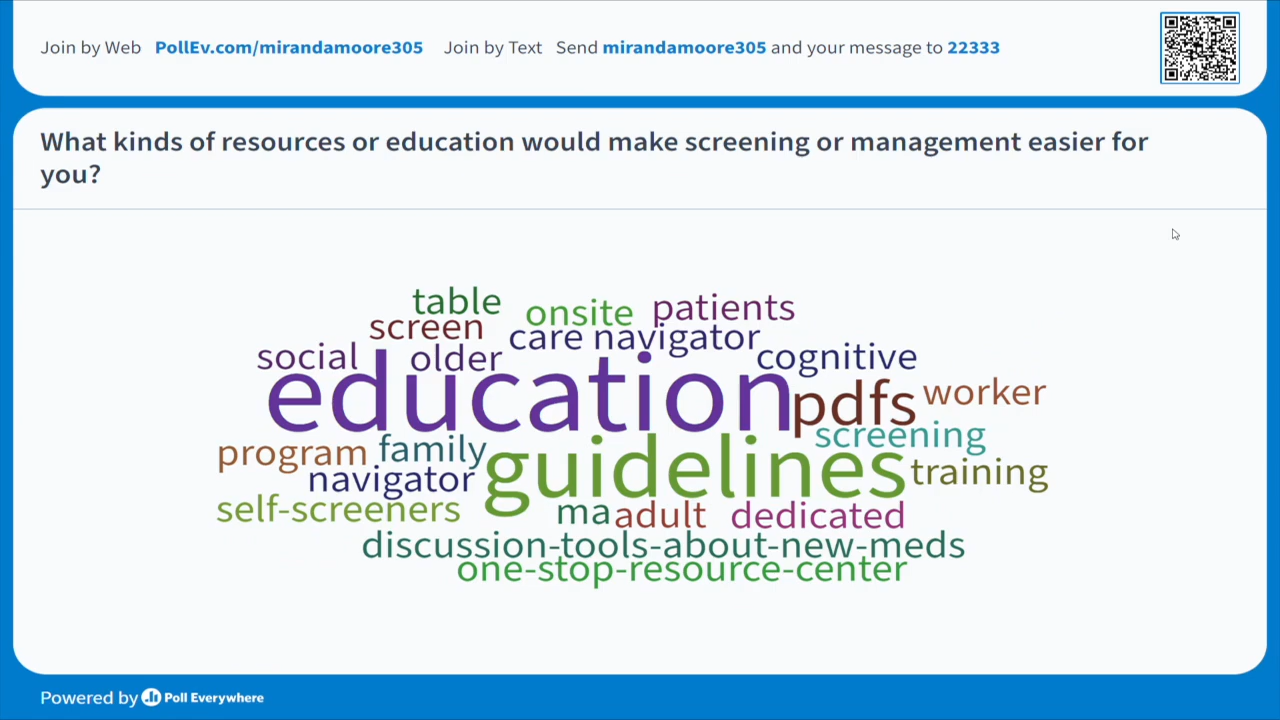 Join by Web PollEv.com/mirandamoore305 Join by Text Send mirandamoore305 and your message to 22333
What kinds of resources or education would make screening or management easier for
you?
table onsite patients
screen care navigator
social older cognitive
education pdfs worker
program family screening
navigator guidelines training
self-screeners ma adult dedicated
discussion-tools-about-new-meds
one-stop-resource-center
Powered by Poll Everywhere